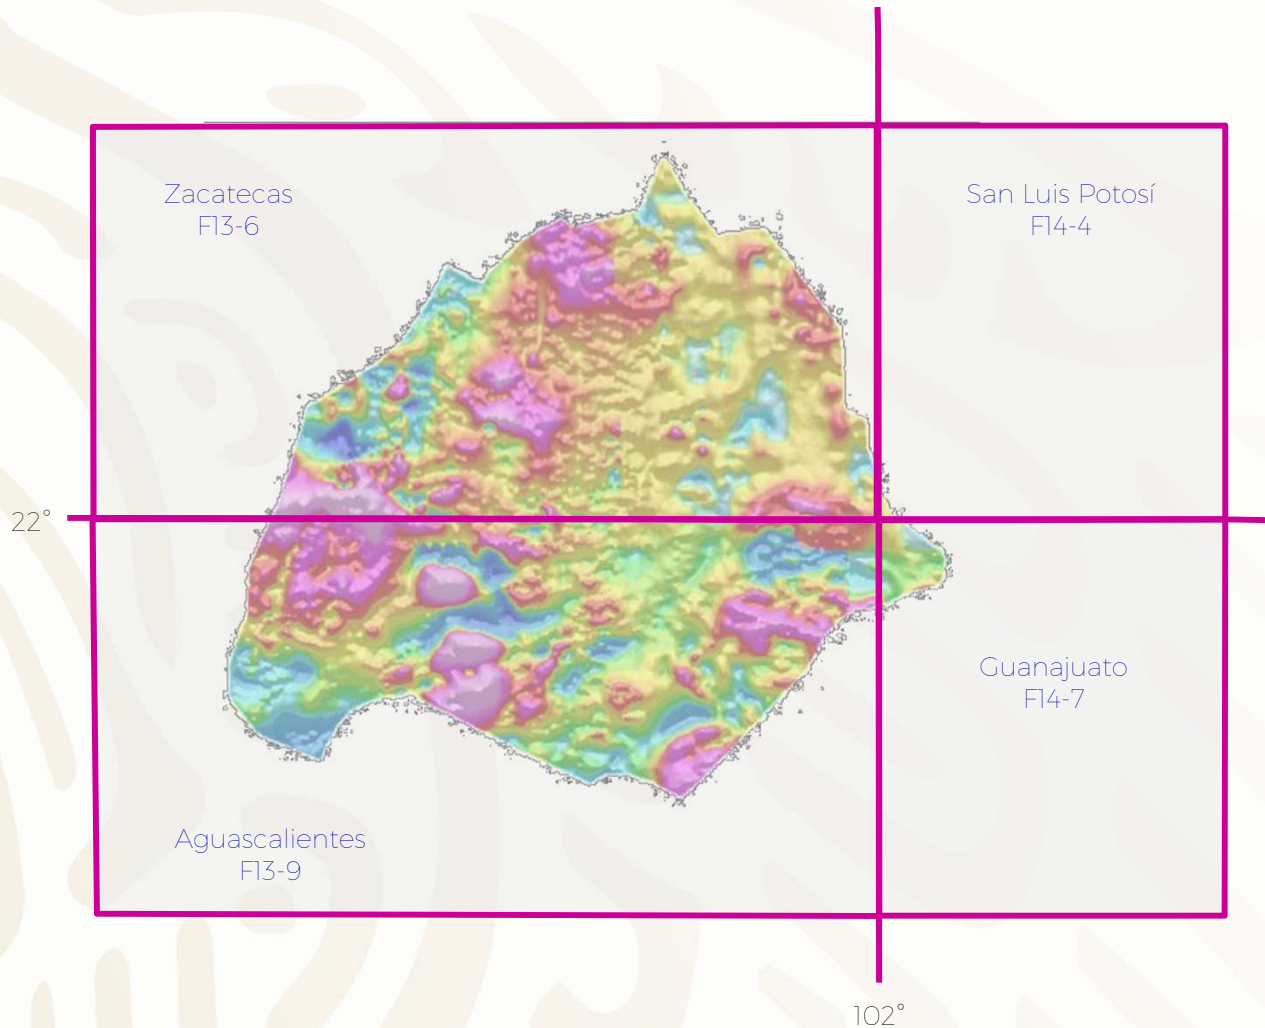 Zacatecas
F13-6
San Luis Potosí
F14-4
22°
Guanajuato
F14-7
Aguascalientes
F13-9
102°